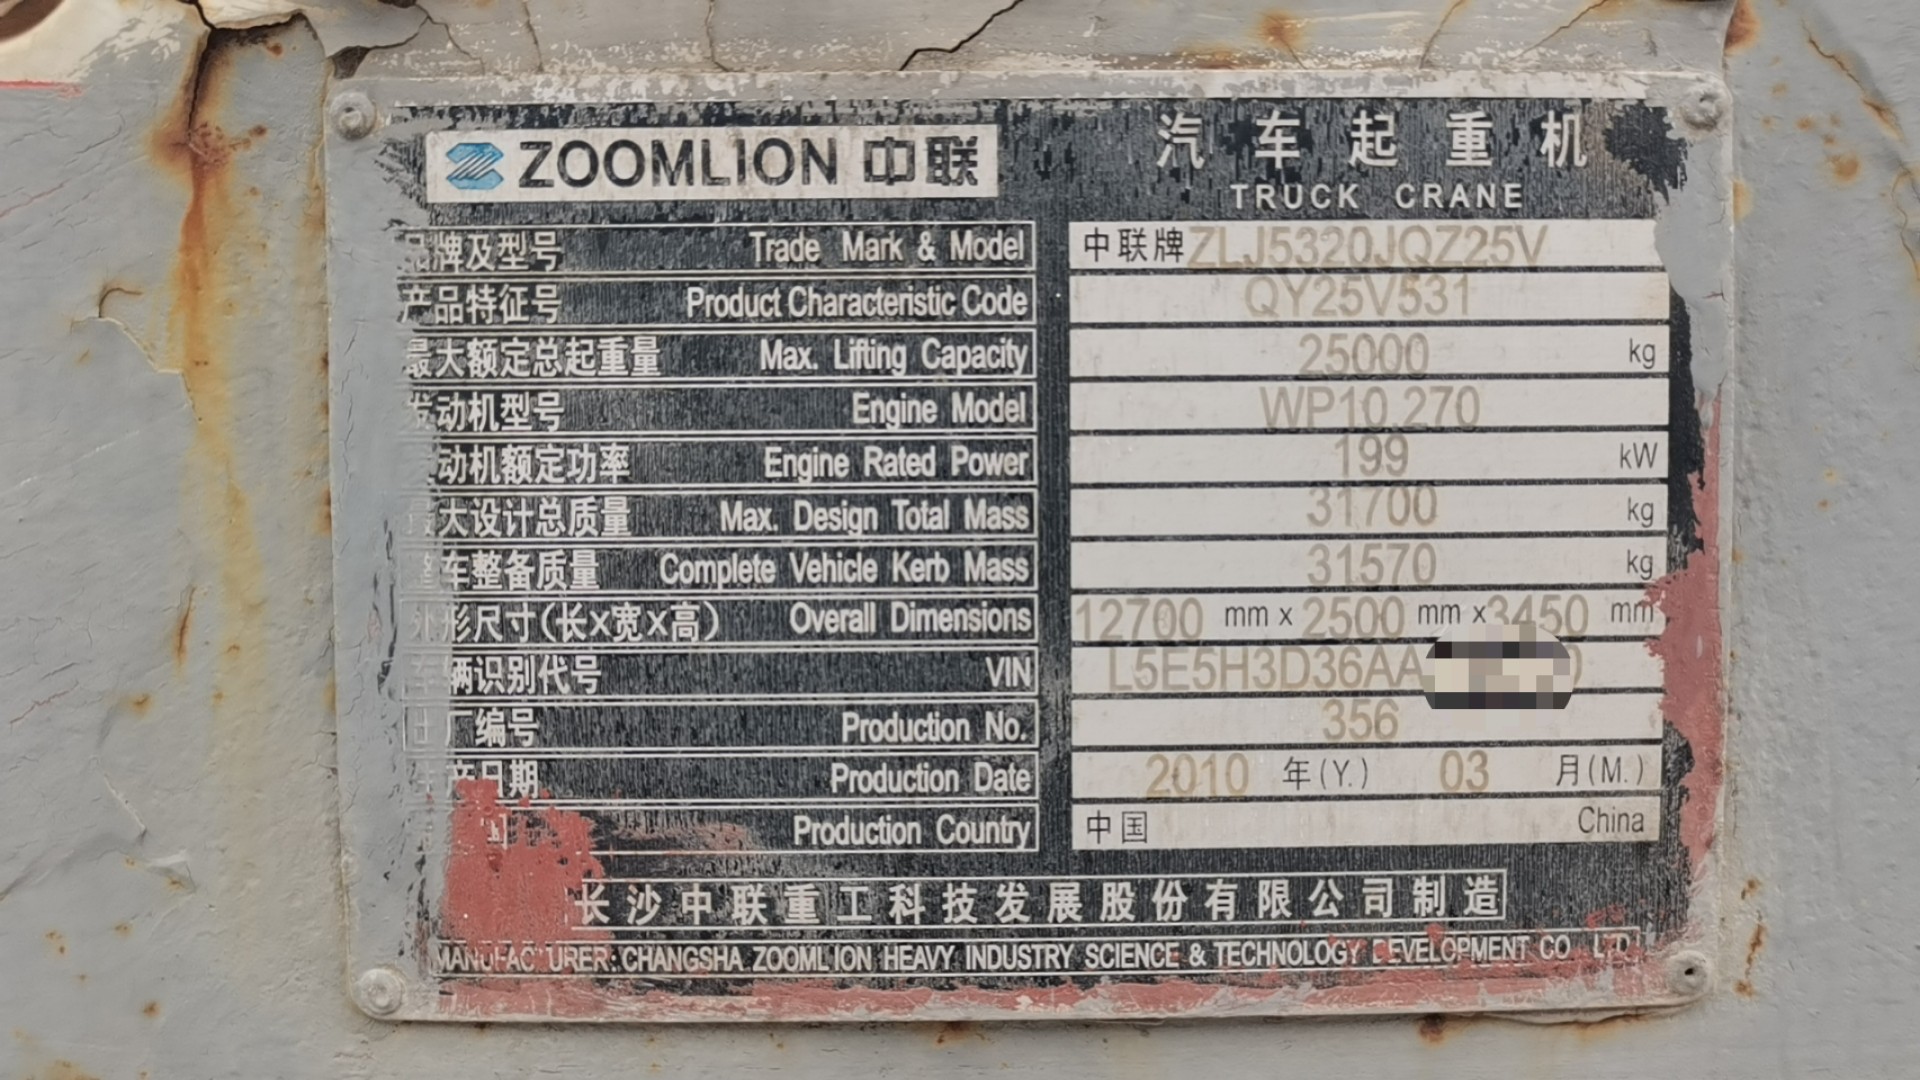 ZOOMLION 中联
汽车起重机
TRUCK CRANE
品牌及型号 Trade Mark & Model 中联牌ZLJ5320JQZ25V
产品特征号 Product Characteristic Code QY25V531
最大额定总起重量 Max. Lifting Capacity 25000 kg
发动机型号 Engine Model WP10.270
动机额定功率 Engine Rated Power 199 kW
最大设计总质量 Max. Design Total Mass 31700 kg
整车整备质量 Complete Vehicle Kerb Mass 31570 kg
外形尺寸(长X宽X高) Overall Dimensions 12700 mm x 2500 mm x 3450 mm
车辆识别代号 VIN L5E5H3D36AA
出厂编号 Production No. 356
生产日期 Production Date 2010 年(Y.) 03 月(M.)
Production Country 中国 China
长沙中联重工科技发展股份有限公司制造
MANUFACTURER: CHANGSHA ZOOMLION HEAVY INDUSTRY SCIENCE & TECHNOLOGY DEVELOPMENT CO LTD